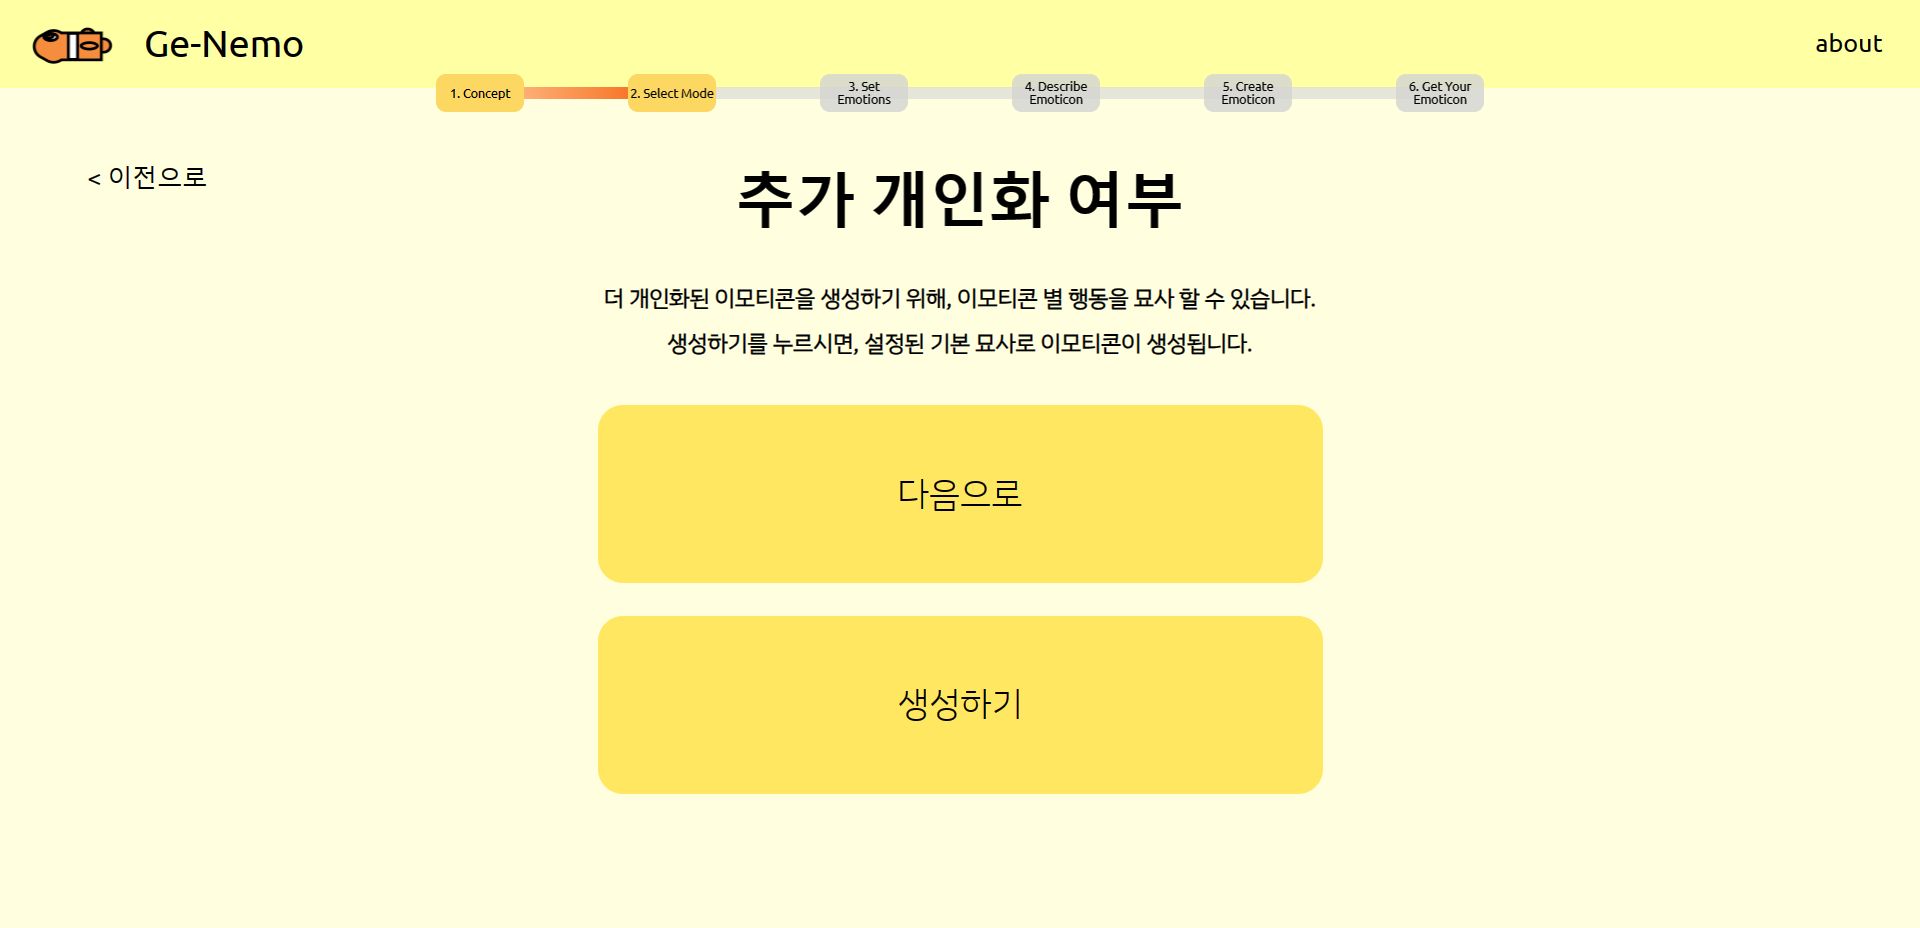 Ge-Nemo
about
1. Concept
2. Select Mode
3. Set
Emotions
4. Describe
Emoticon
5. Create
Emoticon
6. Get Your
Emoticon
< 이전으로
추가 개인화 여부
더 개인화된 이모티콘을 생성하기 위해, 이모티콘 별 행동을 묘사 할 수 있습니다.
생성하기를 누르시면, 설정된 기본 묘사로 이모티콘이 생성됩니다.
다음으로
생성하기